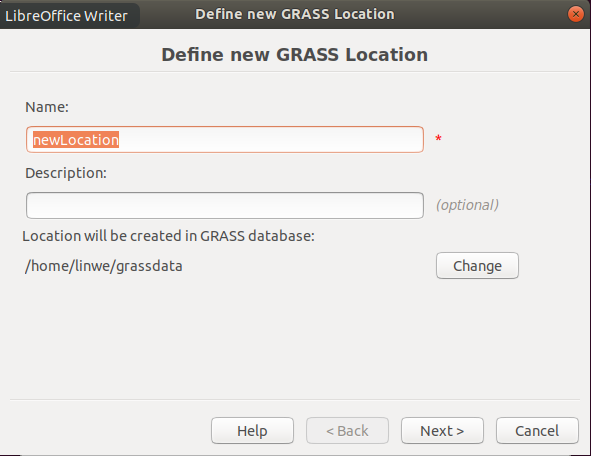 LibreOffice Writer Define new GRASS Location
Define new GRASS Location
Name:
newLocation *
Description:
(optional)
Location will be created in GRASS database:
/home/linwe/grassdata Change
Help < Back Next > Cancel